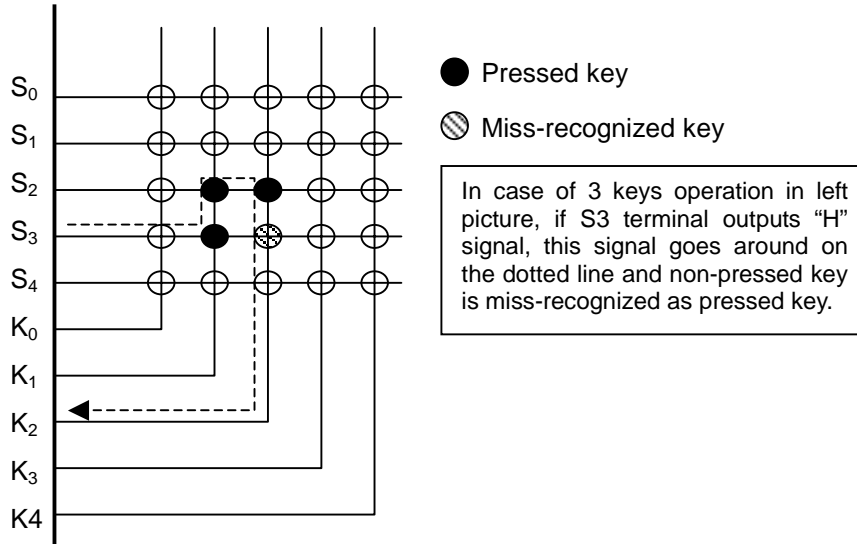 S0
S1
S2
S3
S4
K0
K1
K2
K3
K4
Pressed key
Miss-recognized key
In case of 3 keys operation in left
picture, if S3 terminal outputs “H”
signal, this signal goes around on
the dotted line and non-pressed key
is miss-recognized as pressed key.